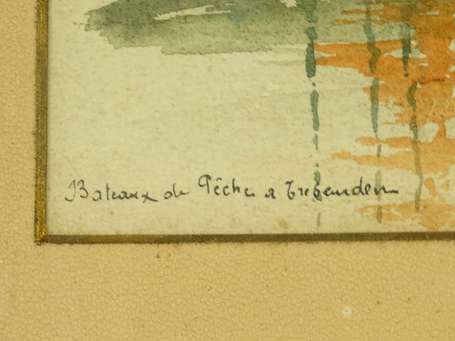 Bateaux de Pêche a Trebeurden